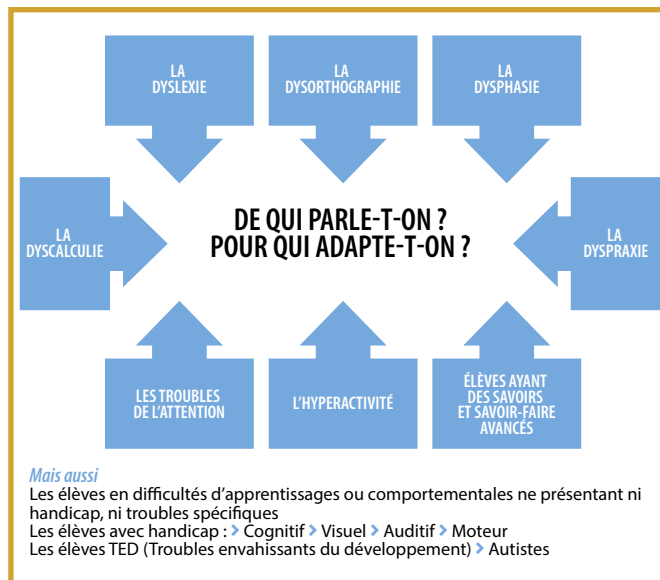 LA
DYSLEXIE
LA
DYSORTHOGRAPHIE
LA
DYSPHASIE
LA
DYSCALCULIE
DE QUI PARLE-T-ON ?
POUR QUI ADAPTE-T-ON ?
LA
DYSPRAXIE
LES TROUBLES
DE L'ATTENTION
L'HYPERACTIVITÉ
ÉLÈVES AYANT
DES SAVOIRS
ET SAVOIR-FAIRE
AVANCÉS
Mais aussi
Les élèves en difficultés d'apprentissages ou comportementales ne présentant ni
handicap, ni troubles spécifiques
Les élèves avec handicap : > Cognitif > Visuel > Auditif > Moteur
Les élèves TED (Troubles envahissants du développement) > Autistes